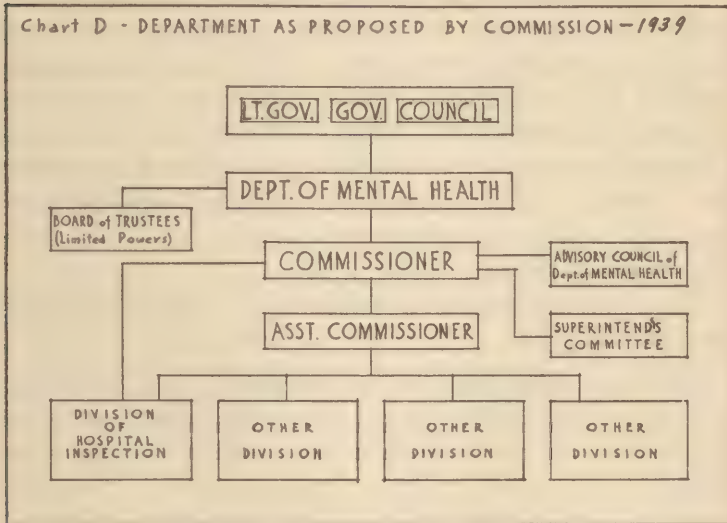 Chart D - DEPARTMENT AS PROPOSED BY COMMISSION - 1939
LT. GOV. GOV. COUNCIL
DEPT. OF MENTAL HEALTH
BOARD of TRUSTEES
(Limited Powers)
COMMISSIONER
ADVISORY COUNCIL of
Dept. of MENTAL HEALTH
ASST. COMMISSIONER
SUPERINTEND'S
COMMITTEE
DIVISION
OF
HOSPITAL
INSPECTION
OTHER
DIVISION
OTHER
DIVISION
OTHER
DIVISION